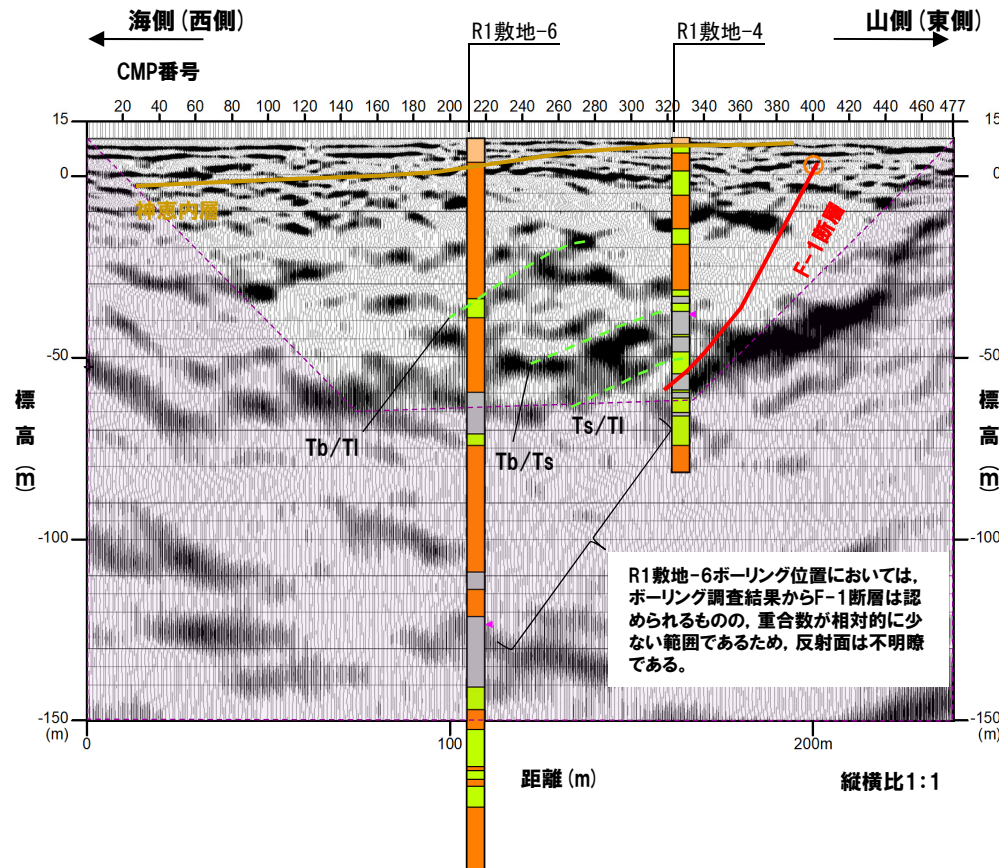 海側(西側)
R1敷地-6
R1敷地-4
山側(東側)
CMP番号
20 40 60 80 100 120 140 160 180 200 220 240 260 280 300 320 340 360 380 400 420 440 460 477
15
15
0
0
神恵内層
F-1断層
-50
-50
標高(m)
標高(m)
Tb/Tl
Tb/Ts
Ts/Tl
-100
-100
R1敷地-6ボーリング位置においては,
ボーリング調査結果からF-1断層は認
められるものの, 重合数が相対的に少
ない範囲であるため, 反射面は不明瞭
である。
-150
-150
(m)
(m)
0
100
200m
距離(m)
縦横比1:1